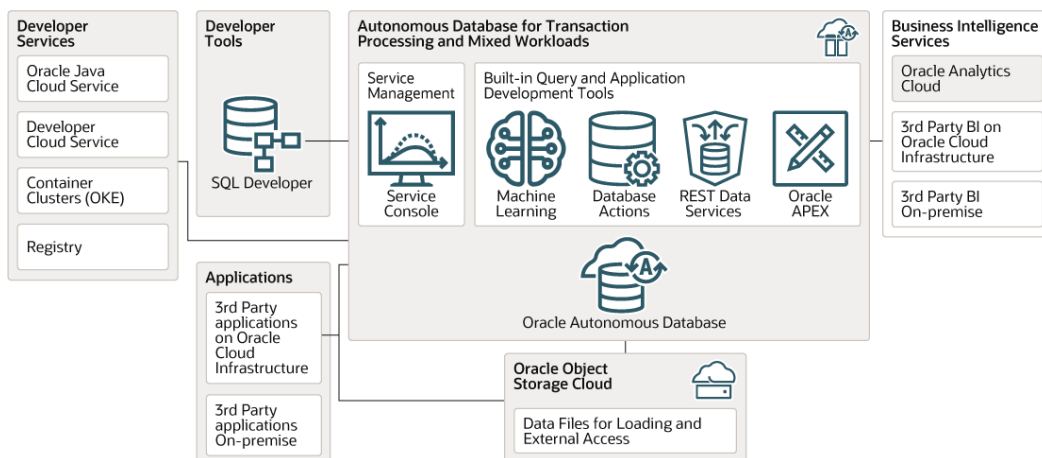 Developer
Services
Oracle Java
Cloud Service
Developer
Cloud Service
Container
Clusters (OKE)
Registry
Developer
Tools
SQL Developer
Applications
3rd Party
applications
on Oracle
Cloud
Infrastructure
3rd Party
applications
On-premise
Autonomous Database for Transaction
Processing and Mixed Workloads
A
Service
Management
Service
Console
Built-in Query and Application
Development Tools
Machine
Learning
Database
Actions
REST Data
Services
Oracle
APEX
A
Oracle Autonomous Database
Oracle Object
Storage Cloud
Data Files for Loading and
External Access
Business Intelligence
Services
Oracle Analytics
Cloud
3rd Party BI on
Oracle Cloud
Infrastructure
3rd Party BI
On-premise